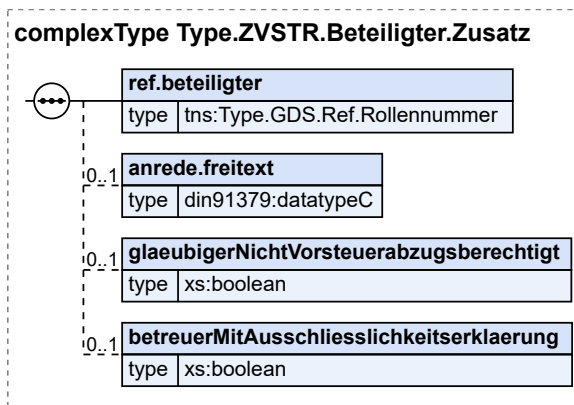 complexType Type.ZVSTR.Beteiligter.Zusatz
ref.beteiligter
type tns:Type.GDS.Ref.Rollennummer
0..1 anrede.freitext
type din91379:datatypeC
0..1 glaeubigerNichtVorsteuerabzugsberechtigt
type xs:boolean
0..1 betreuerMitAusschliesslichkeitserklaerung
type xs:boolean